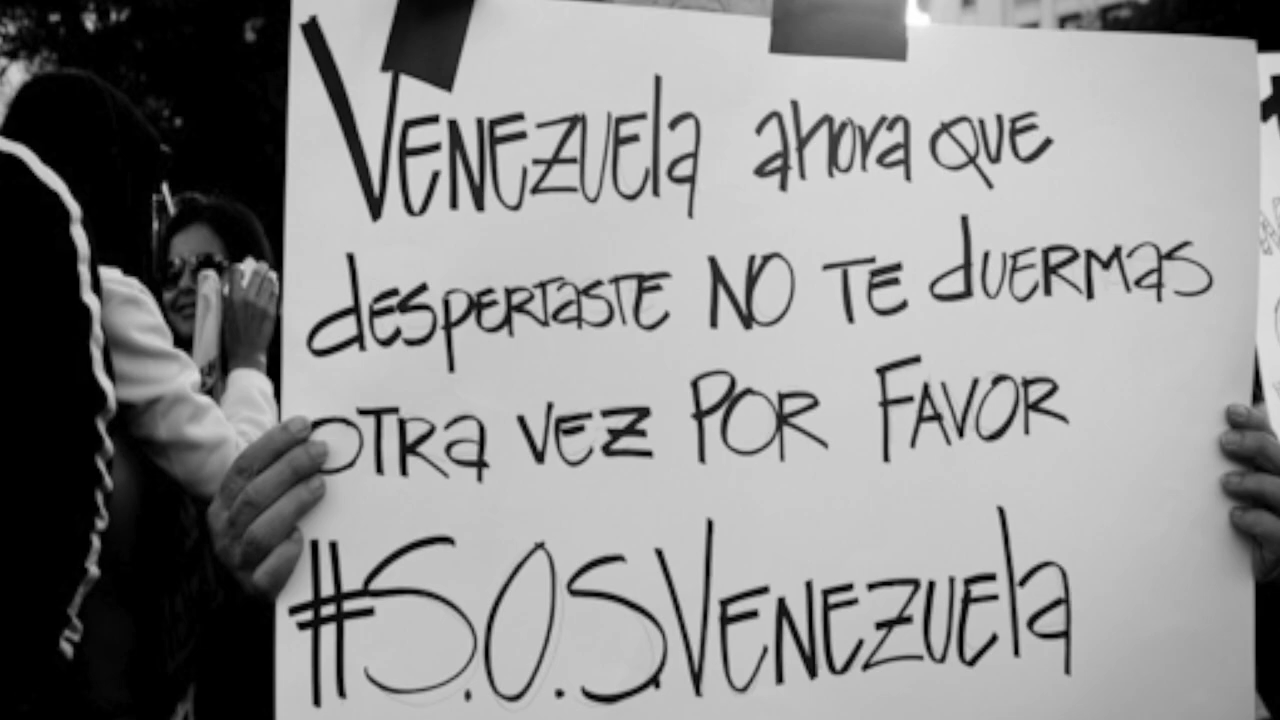 VENEZUEla ahora QUE
despERTasTE NO TE dUERMas
OTRa VEZ POR FAVOR
#S.O.SVENEZUEla